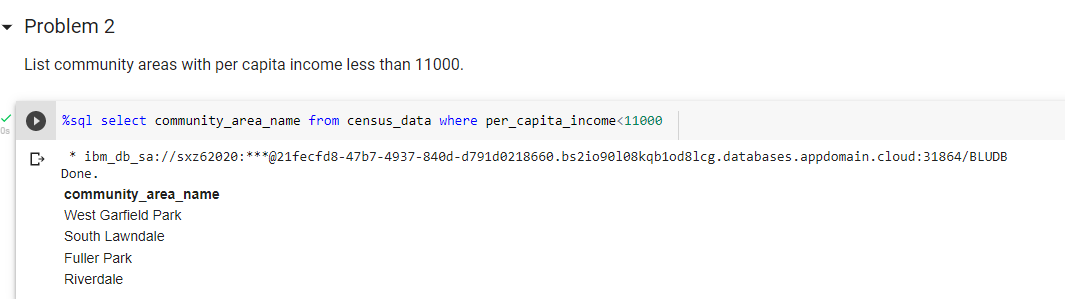 Problem 2
List community areas with per capita income less than 11000.
%sql select community_area_name from census_data where per_capita_income<11000
0s
* ibm_db_sa://sxz62020:***@21fecfd8-47b7-4937-840d-d791d0218660.bs2io90l08kqb1od8lcg.databases.appdomain.cloud:31864/BLUDB
Done.
community_area_name
West Garfield Park
South Lawndale
Fuller Park
Riverdale